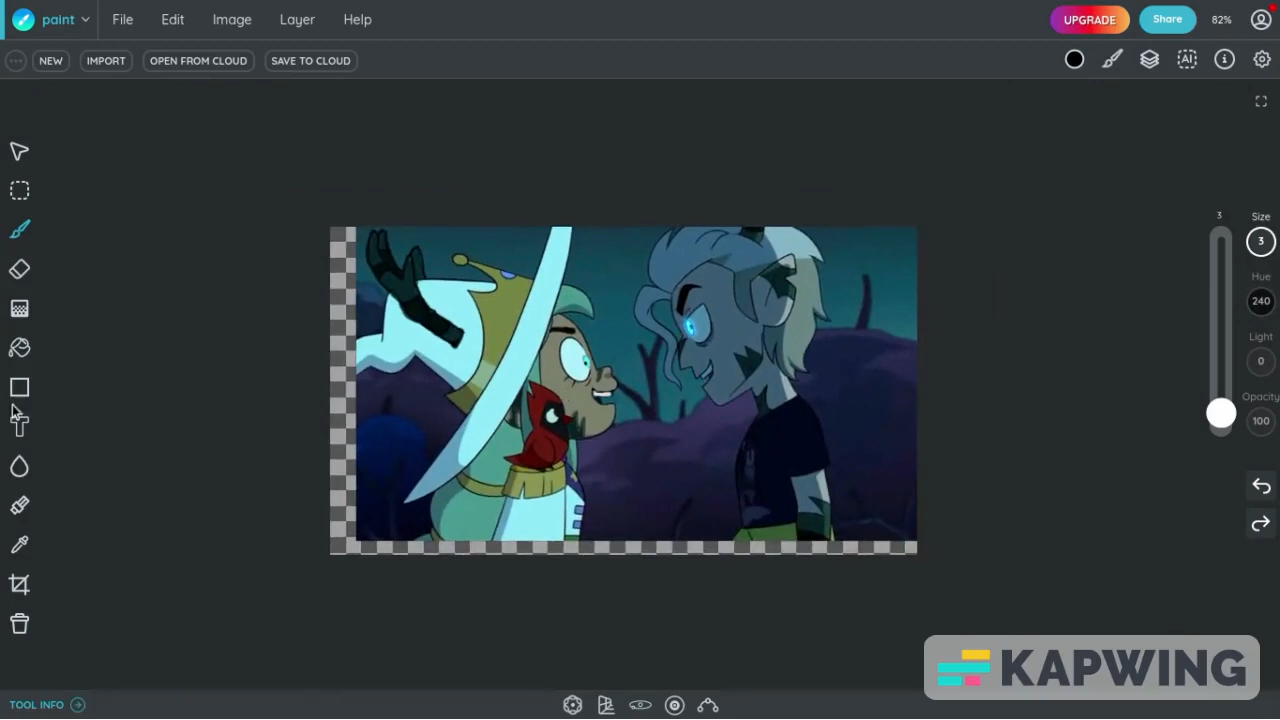 paint File Edit Image Layer Help UPGRADE Share 82%
NEW IMPORT OPEN FROM CLOUD SAVE TO CLOUD AI
3 Size
3
Hue
240
Light
0
Opacity
100
KAPWING
TOOL INFO